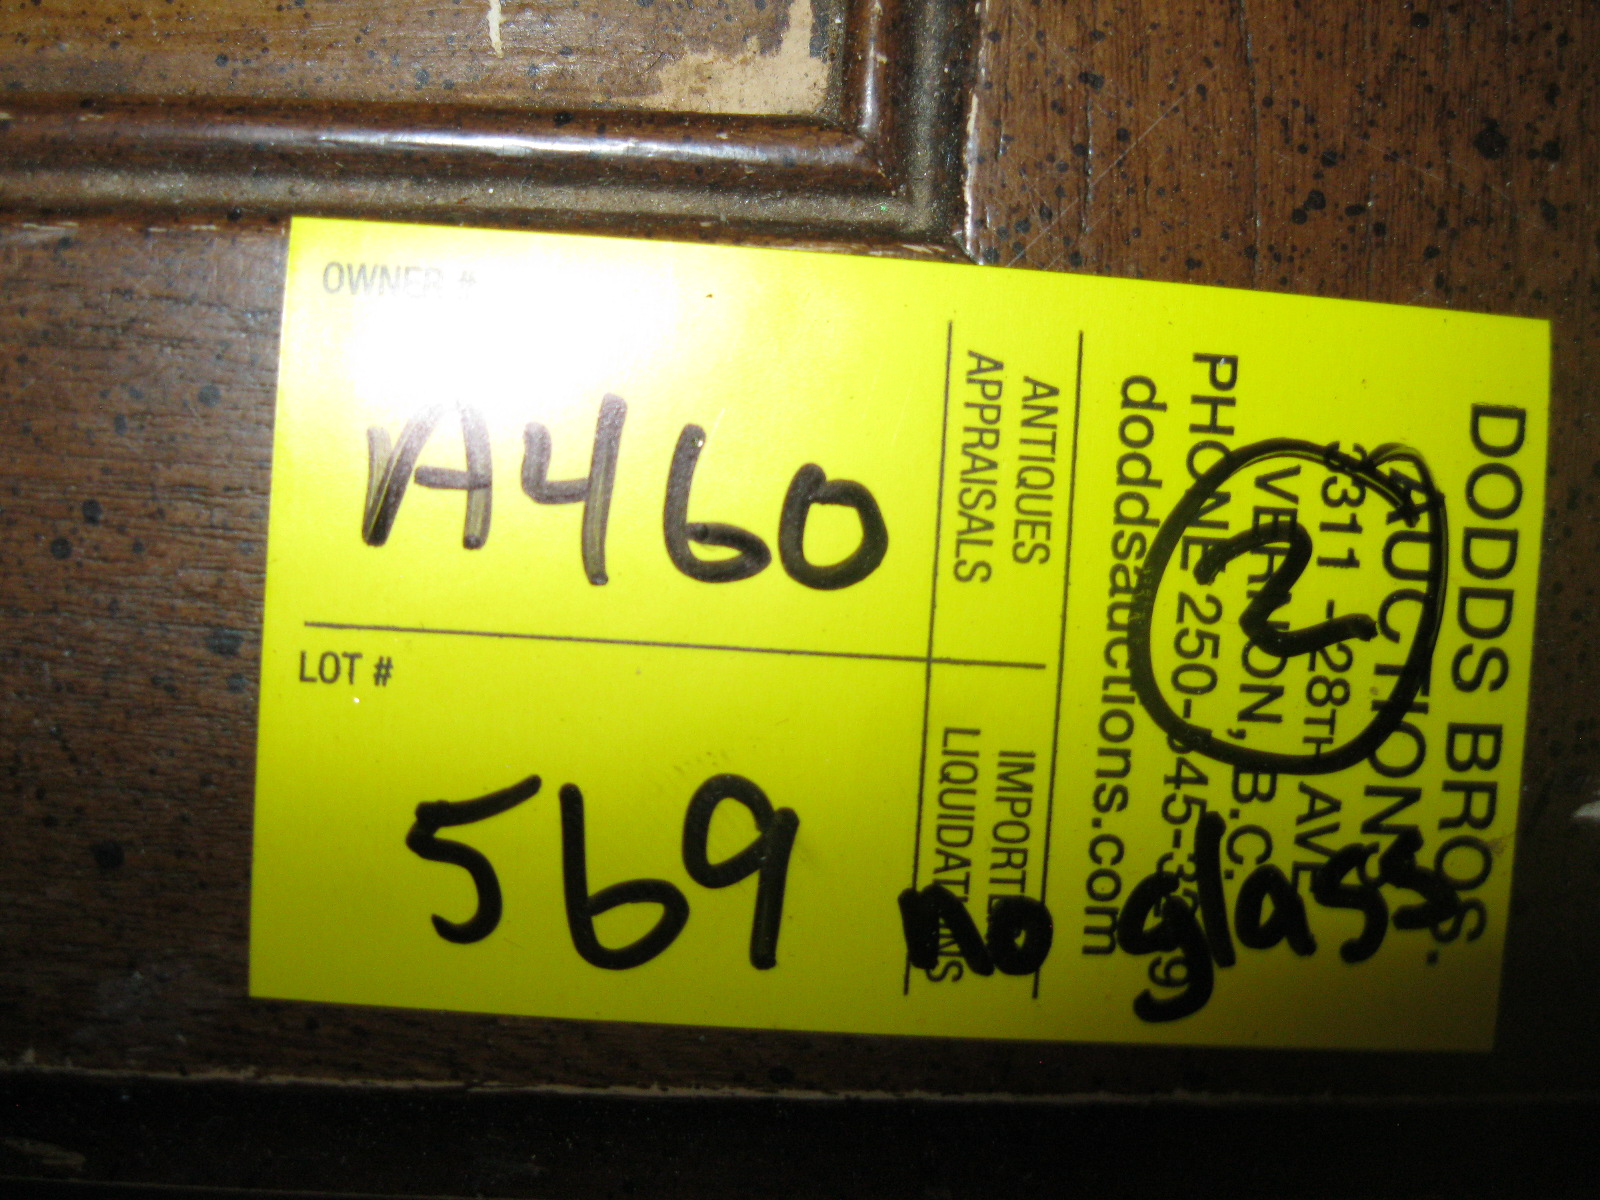 OWNER #
A460
LOT #
569
no glass
2
DODDS BROS.
AUCTIONS
3311 - 28TH AVE
VERNON, B.C.
PHONE 250-545-3259
doddsauctions.com
ANTIQUES
APPRAISALS
LIQUIDATIONS